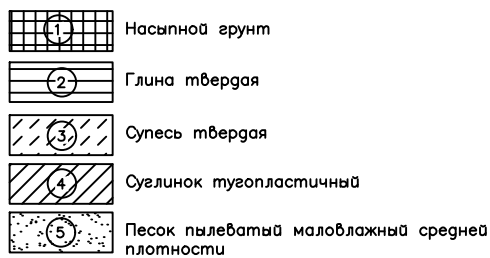 1 Насыпной грунт
2 Глина твердая
3 Супесь твердая
4 Суглинок тугопластичный
5 Песок пылеватый маловлажный средней
плотности